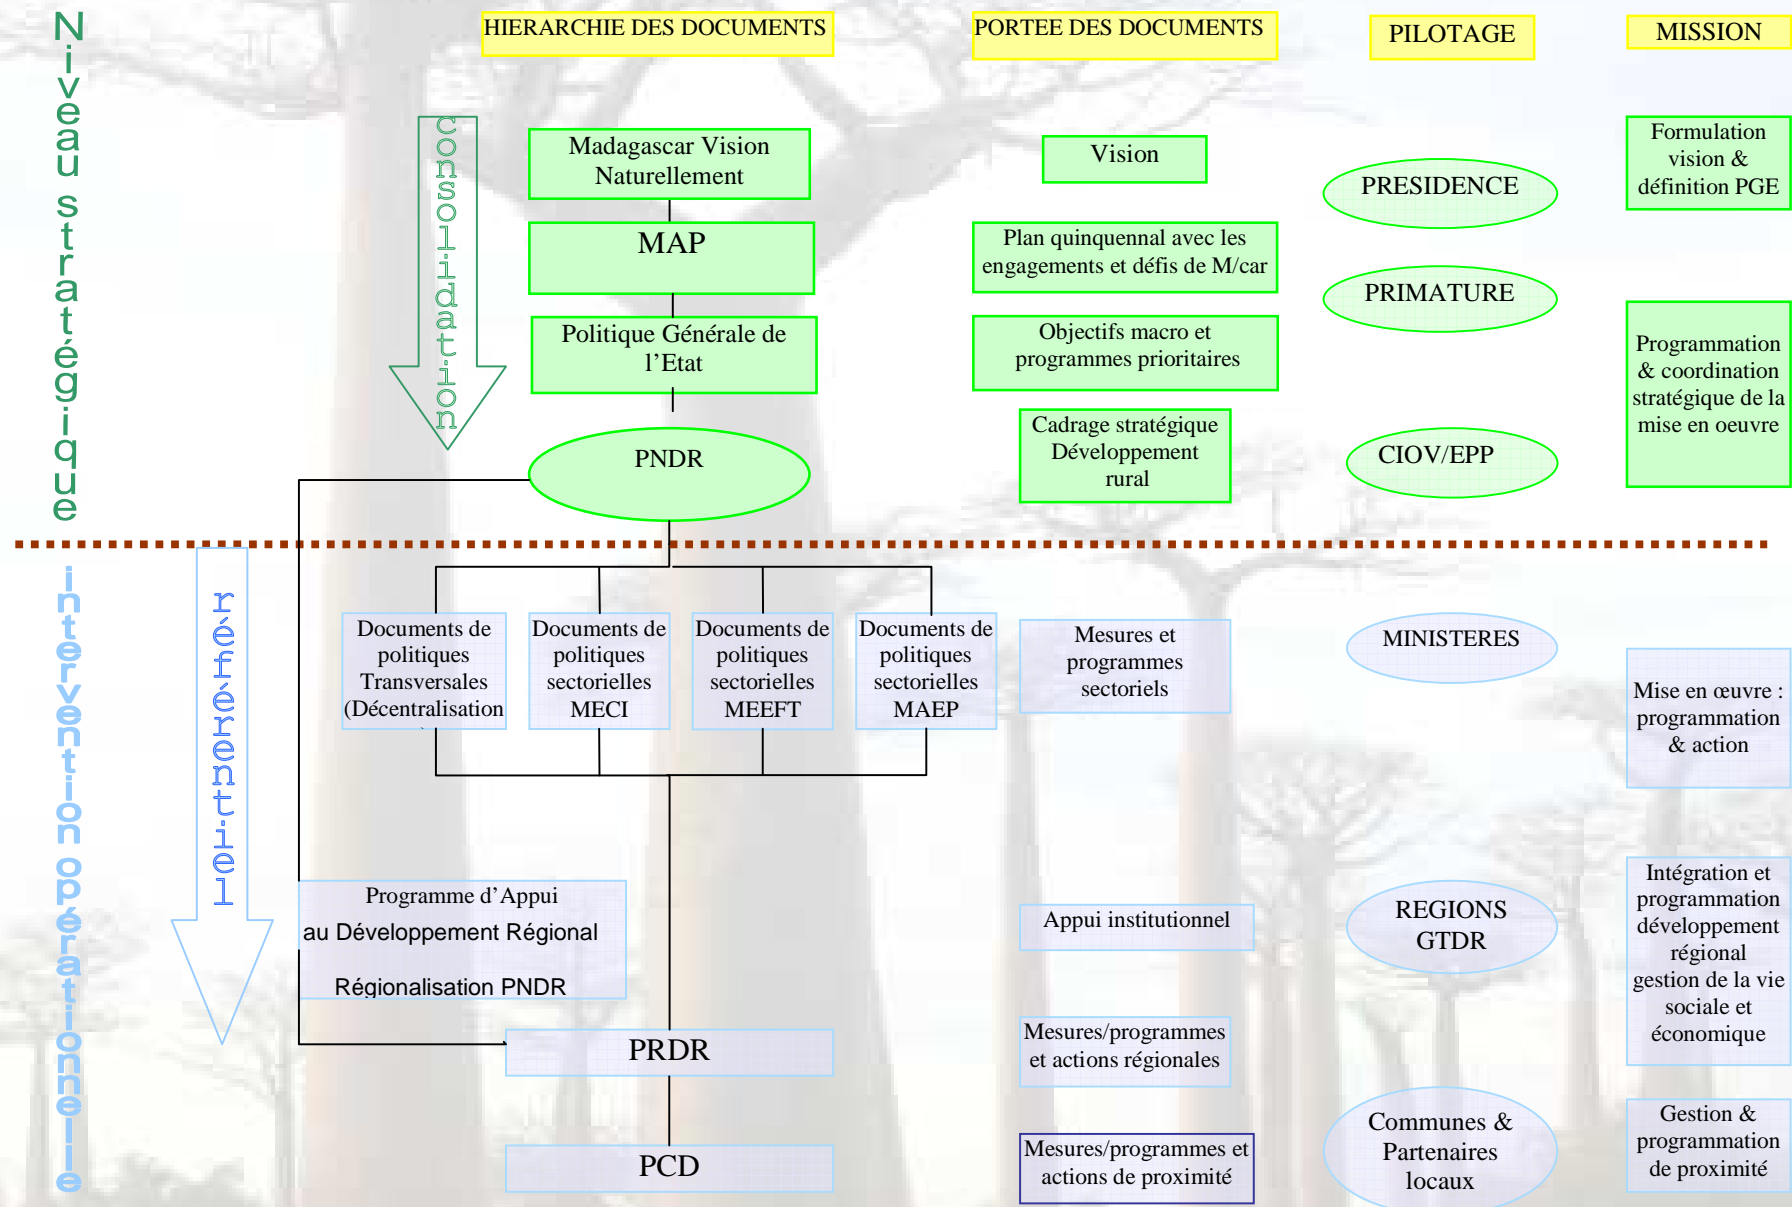 Niveau stratégique
HIERARCHIE DES DOCUMENTS
PORTEE DES DOCUMENTS
PILOTAGE
MISSION
consolidation
Madagascar Vision
Naturellement
Vision
PRESIDENCE
Formulation
vision &
définition PGE
MAP
Plan quinquennal avec les
engagements et défis de M/car
PRIMATURE
Politique Générale de
l’Etat
Objectifs macro et
programmes prioritaires
Programmation
& coordination
stratégique de la
mise en oeuvre
PNDR
Cadrage stratégique
Développement
rural
CIOV/EPP
intervention opérationnelle
référentiel
Documents de
politiques
Transversales
(Décentralisation
Documents de
politiques
sectorielles
MECI
Documents de
politiques
sectorielles
MEEFT
Documents de
politiques
sectorielles
MAEP
Mesures et
programmes
sectoriels
MINISTERES
Mise en œuvre :
programmation
& action
Programme d’Appui
au Développement Régional
Régionalisation PNDR
Appui institutionnel
REGIONS
GTDR
Intégration et
programmation
développement
régional
gestion de la vie
sociale et
économique
PRDR
Mesures/programmes
et actions régionales
PCD
Mesures/programmes et
actions de proximité
Communes &
Partenaires
locaux
Gestion &
programmation
de proximité